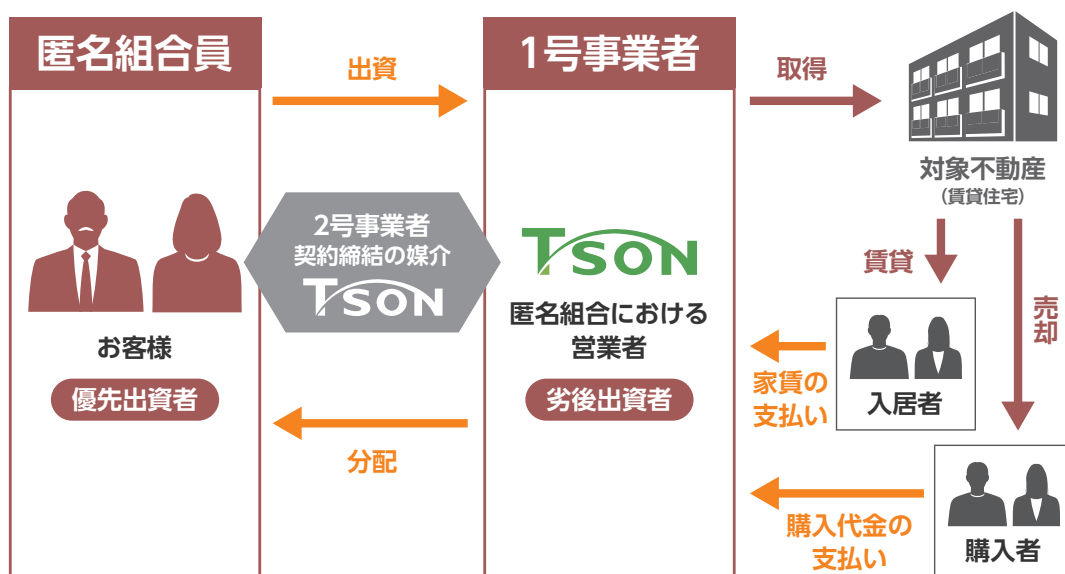 匿名組合員
出資
1号事業者
取得
対象不動産
(賃貸住宅)
2号事業者
契約締結の媒介
TSON
TSON
匿名組合における
営業者
お客様
優先出資者
劣後出資者
分配
賃貸
売却
家賃の
支払い
入居者
購入代金の
支払い
購入者